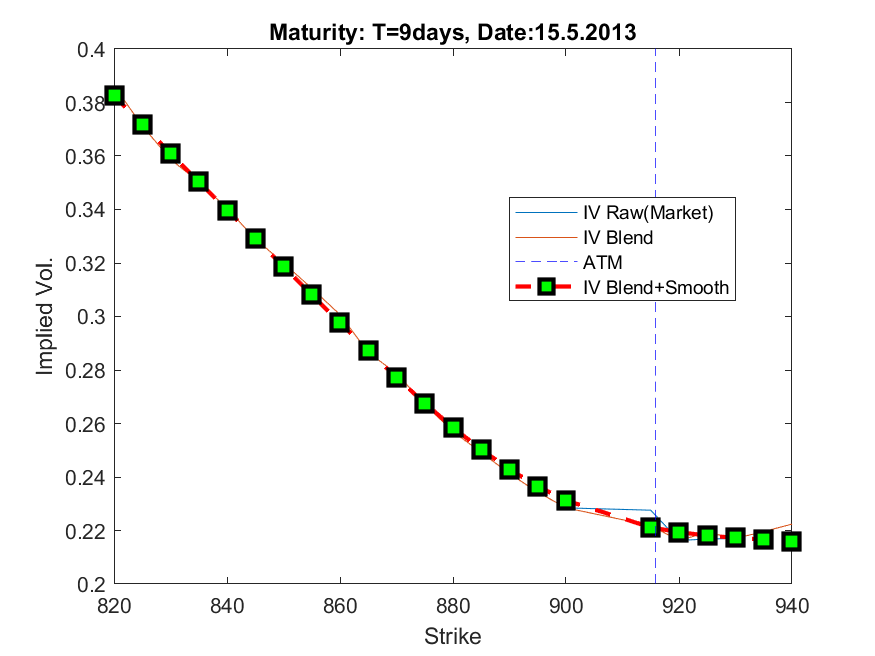 Maturity: T=9days, Date:15.5.2013
0.4
0.38
0.36
0.34
0.32
0.3
0.28
0.26
0.24
0.22
0.2
Implied Vol.
IV Raw(Market)
IV Blend
ATM
IV Blend+Smooth
820
840
860
880
900
920
940
Strike